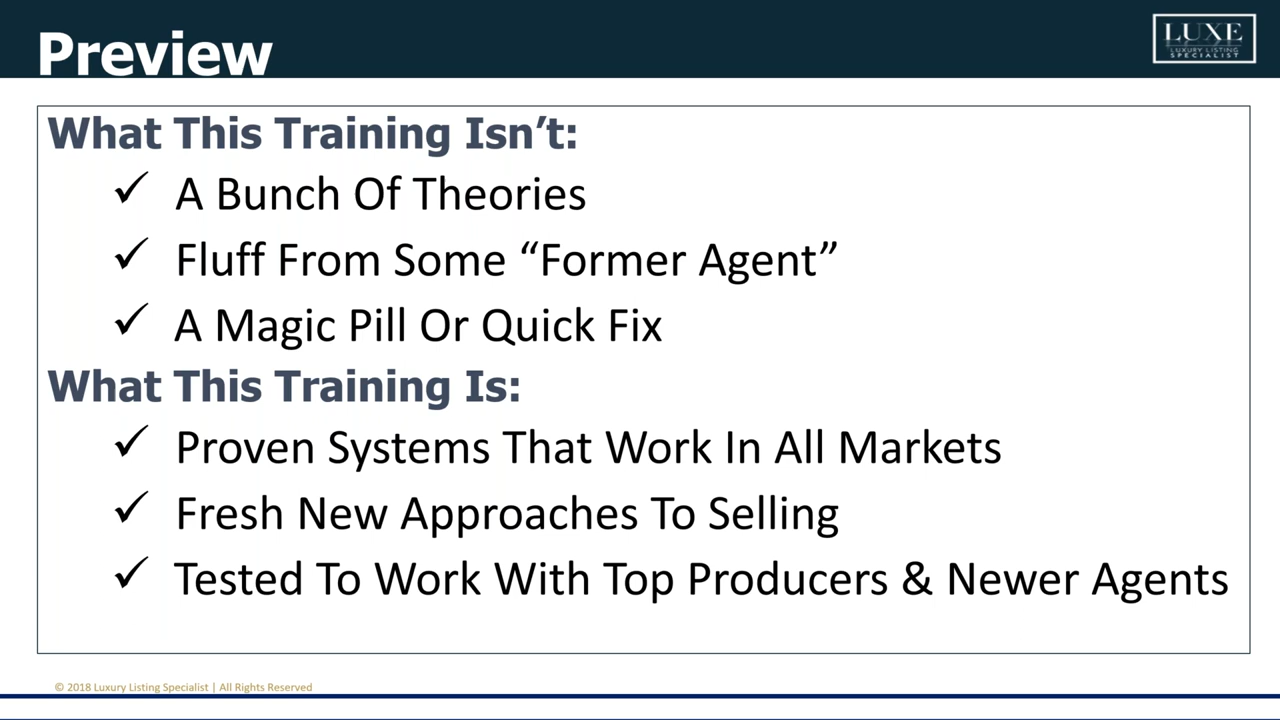 Preview
LUXE
LUXURY LISTING
SPECIALIST
What This Training Isn’t:
✓ A Bunch Of Theories
✓ Fluff From Some “Former Agent”
✓ A Magic Pill Or Quick Fix
What This Training Is:
✓ Proven Systems That Work In All Markets
✓ Fresh New Approaches To Selling
✓ Tested To Work With Top Producers & Newer Agents
© 2018 Luxury Listing Specialist | All Rights Reserved